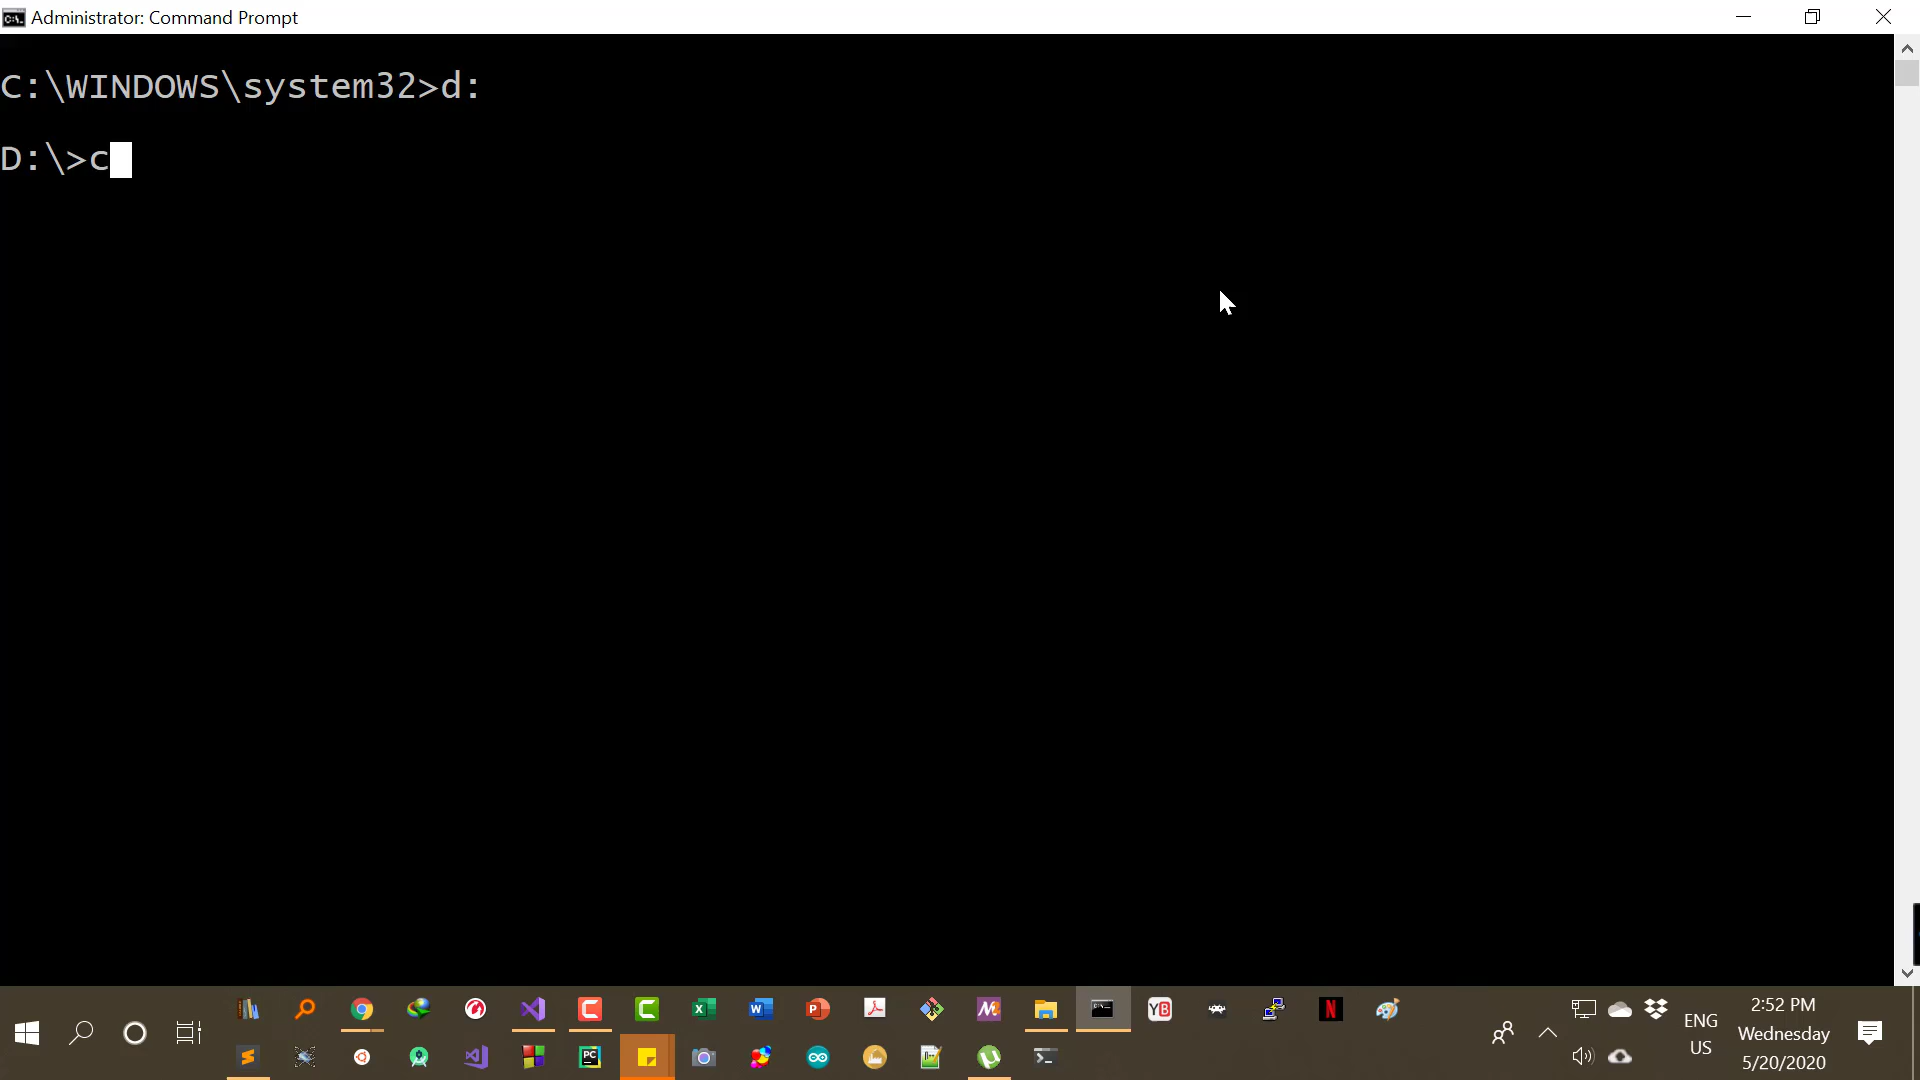 Administrator: Command Prompt
C:\WINDOWS\system32>d:
D:\>c
2:52 PM
ENG
Wednesday
US
5/20/2020